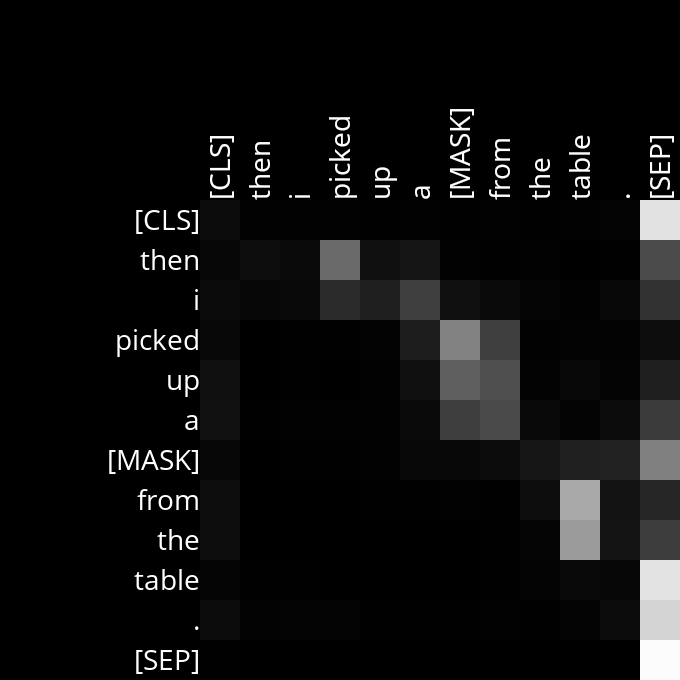 [CLS] then i picked up a [MASK] from the table . [SEP]
[CLS]
then
i
picked
up
a
[MASK]
from
the
table
.
[SEP]